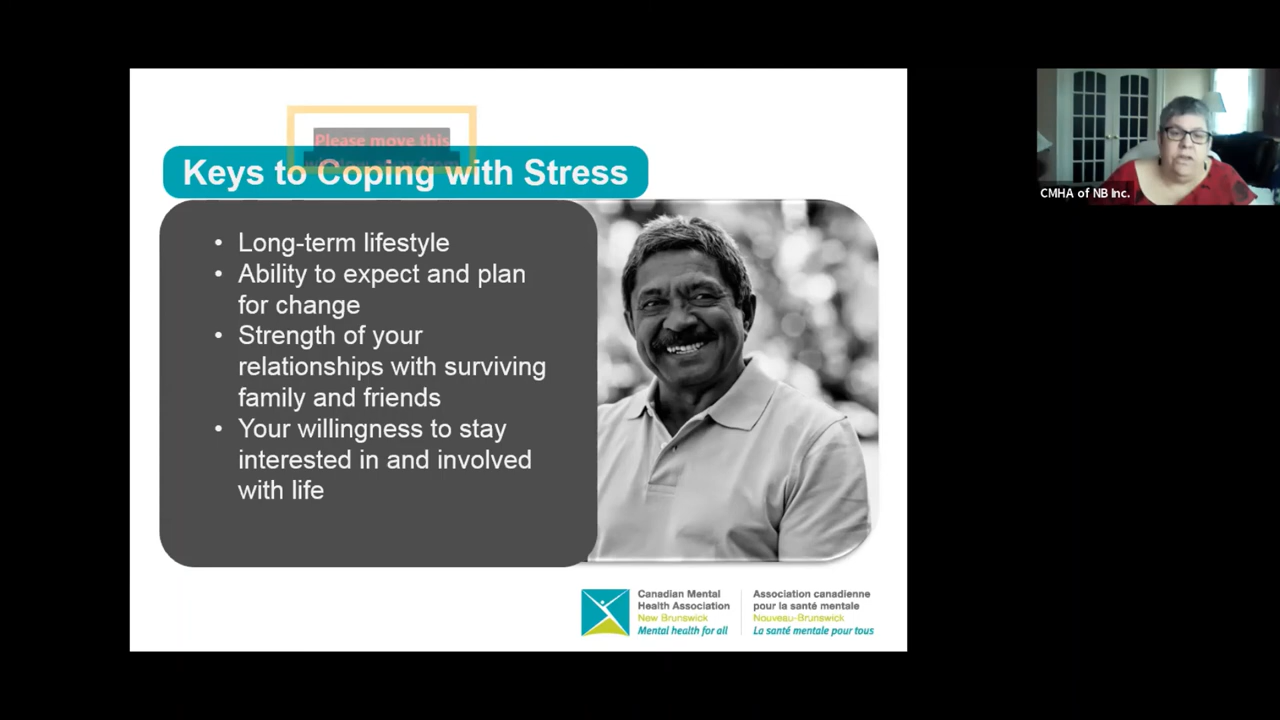 Please move this
Keys to Coping with Stress
• Long-term lifestyle
• Ability to expect and plan
for change
• Strength of your
relationships with surviving
family and friends
• Your willingness to stay
interested in and involved
with life
Canadian Mental
Health Association
New Brunswick
Mental health for all
Association canadienne
pour la santé mentale
Nouveau-Brunswick
La santé mentale pour tous
CMHA of NB Inc.